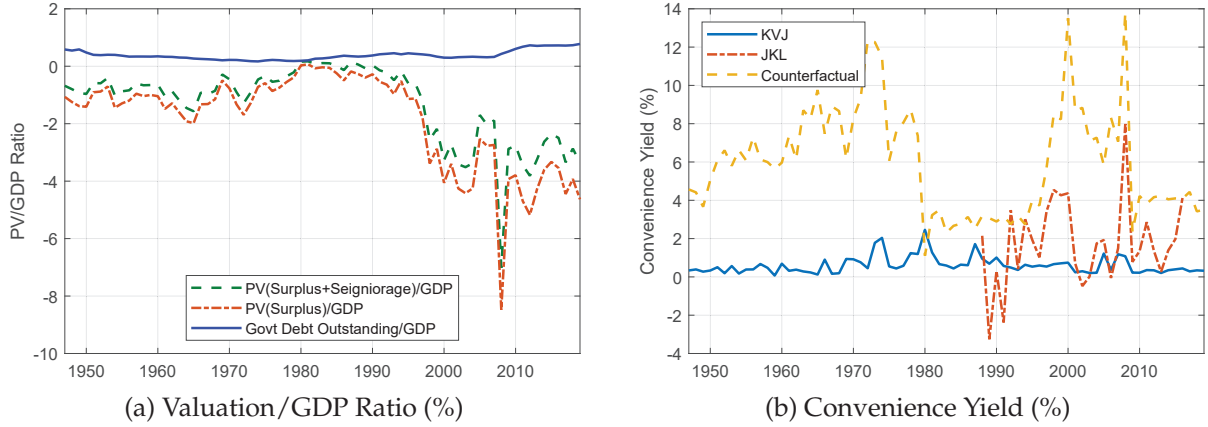 2
0
-2
-4
-6
-8
-10
PV/GDP Ratio
PV(Surplus+Seigniorage)/GDP
PV(Surplus)/GDP
Govt Debt Outstanding/GDP
1950 1960 1970 1980 1990 2000 2010
(a) Valuation/GDP Ratio (%)
14
12
10
8
6
4
2
0
-2
-4
Convenience Yield (%)
KVJ
JKL
Counterfactual
1950 1960 1970 1980 1990 2000 2010
(b) Convenience Yield (%)